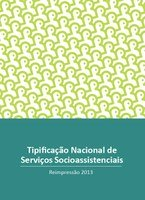 Tipificação Nacional de
Serviços Socioassistenciais
Reimpressão 2013